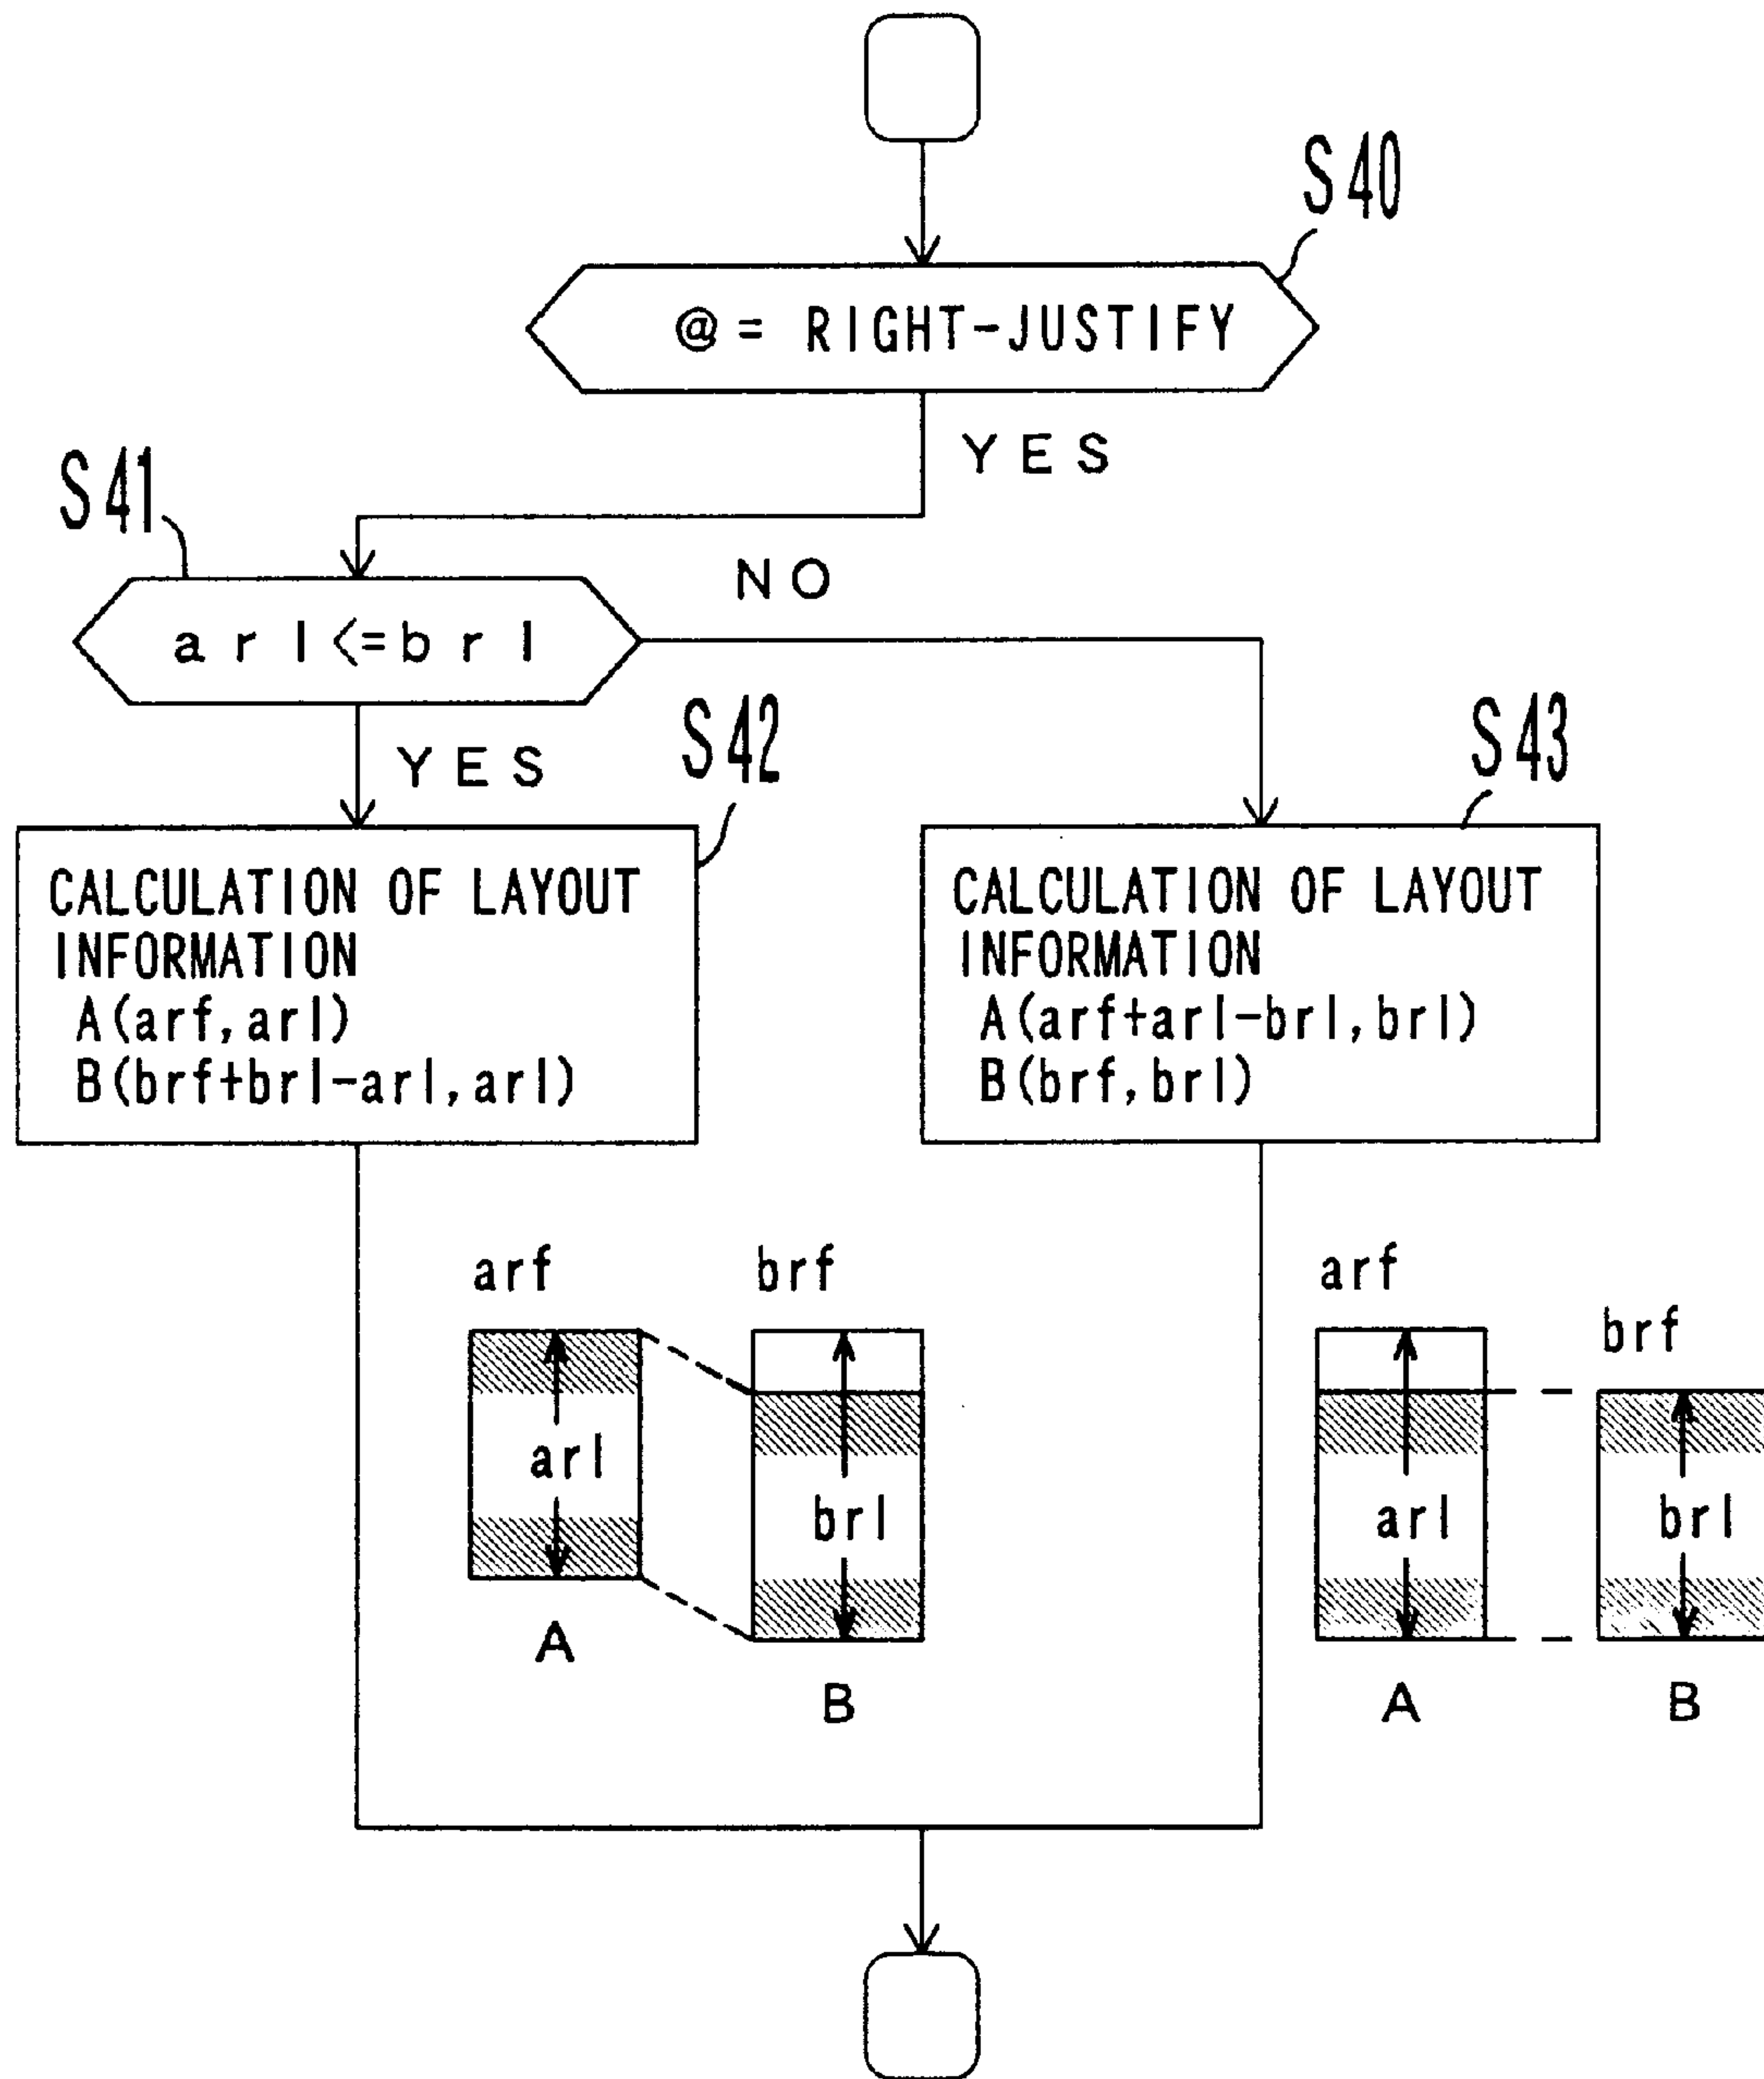 S40
@ = RIGHT-JUSTIFY
YES
S41
NO
arl<=brl
YES
S42
S43
CALCULATION OF LAYOUT
INFORMATION
A(arf,arl)
B(brf+brl-arl,arl)
CALCULATION OF LAYOUT
INFORMATION
A(arf+arl-brl,brl)
B(brf,brl)
arf
brf
arl
brl
A
B
arf
brf
arl
brl
A
B